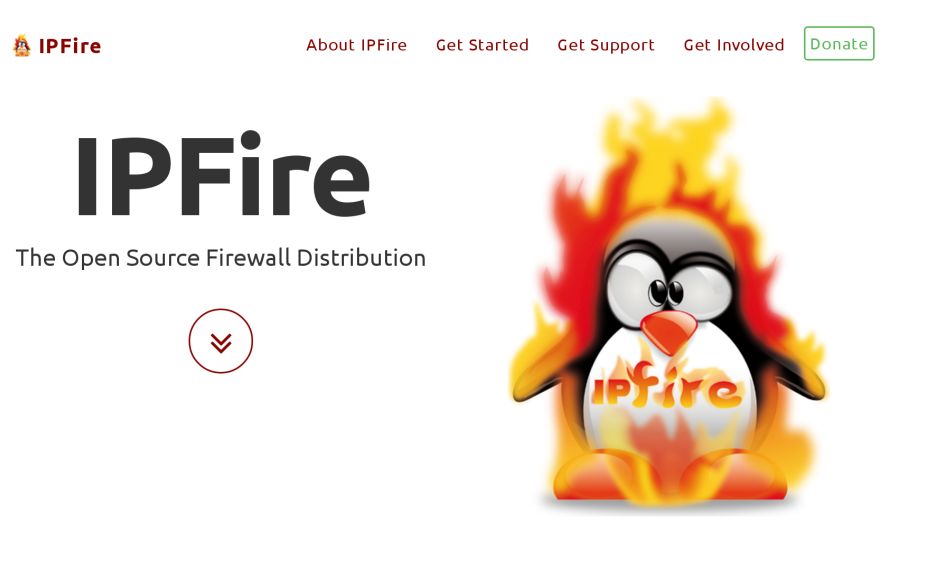 IPFire
About IPFire
Get Started
Get Support
Get Involved
Donate
IPFire
The Open Source Firewall Distribution
IPfire